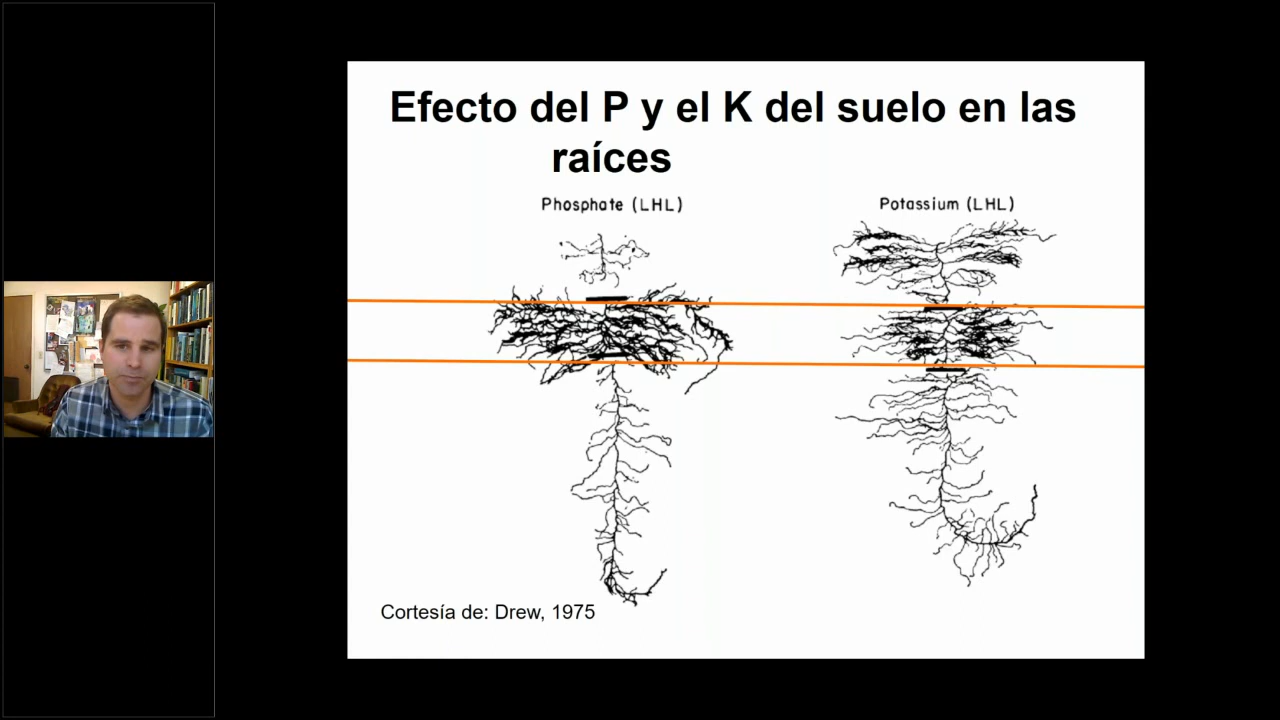 Efecto del P y el K del suelo en las
raíces
Phosphate (LHL)
Potassium (LHL)
Cortesía de: Drew, 1975